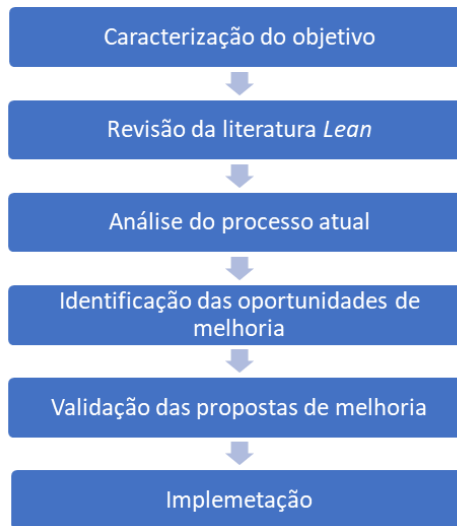 Caracterização do objetivo
Revisão da literatura Lean
Análise do processo atual
Identificação das oportunidades de
melhoria
Validação das propostas de melhoria
Implemetação